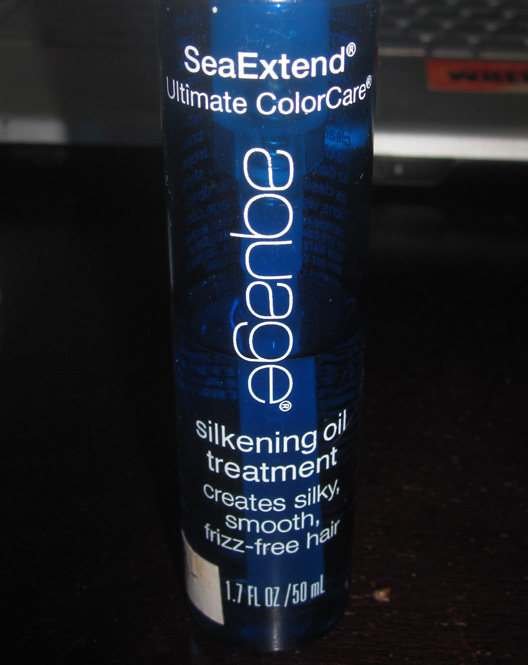 SeaExtend®
Ultimate ColorCare®
aquage®
silkening oil
treatment
creates silky,
smooth,
frizz-free hair
1.7 FL OZ / 50 mL